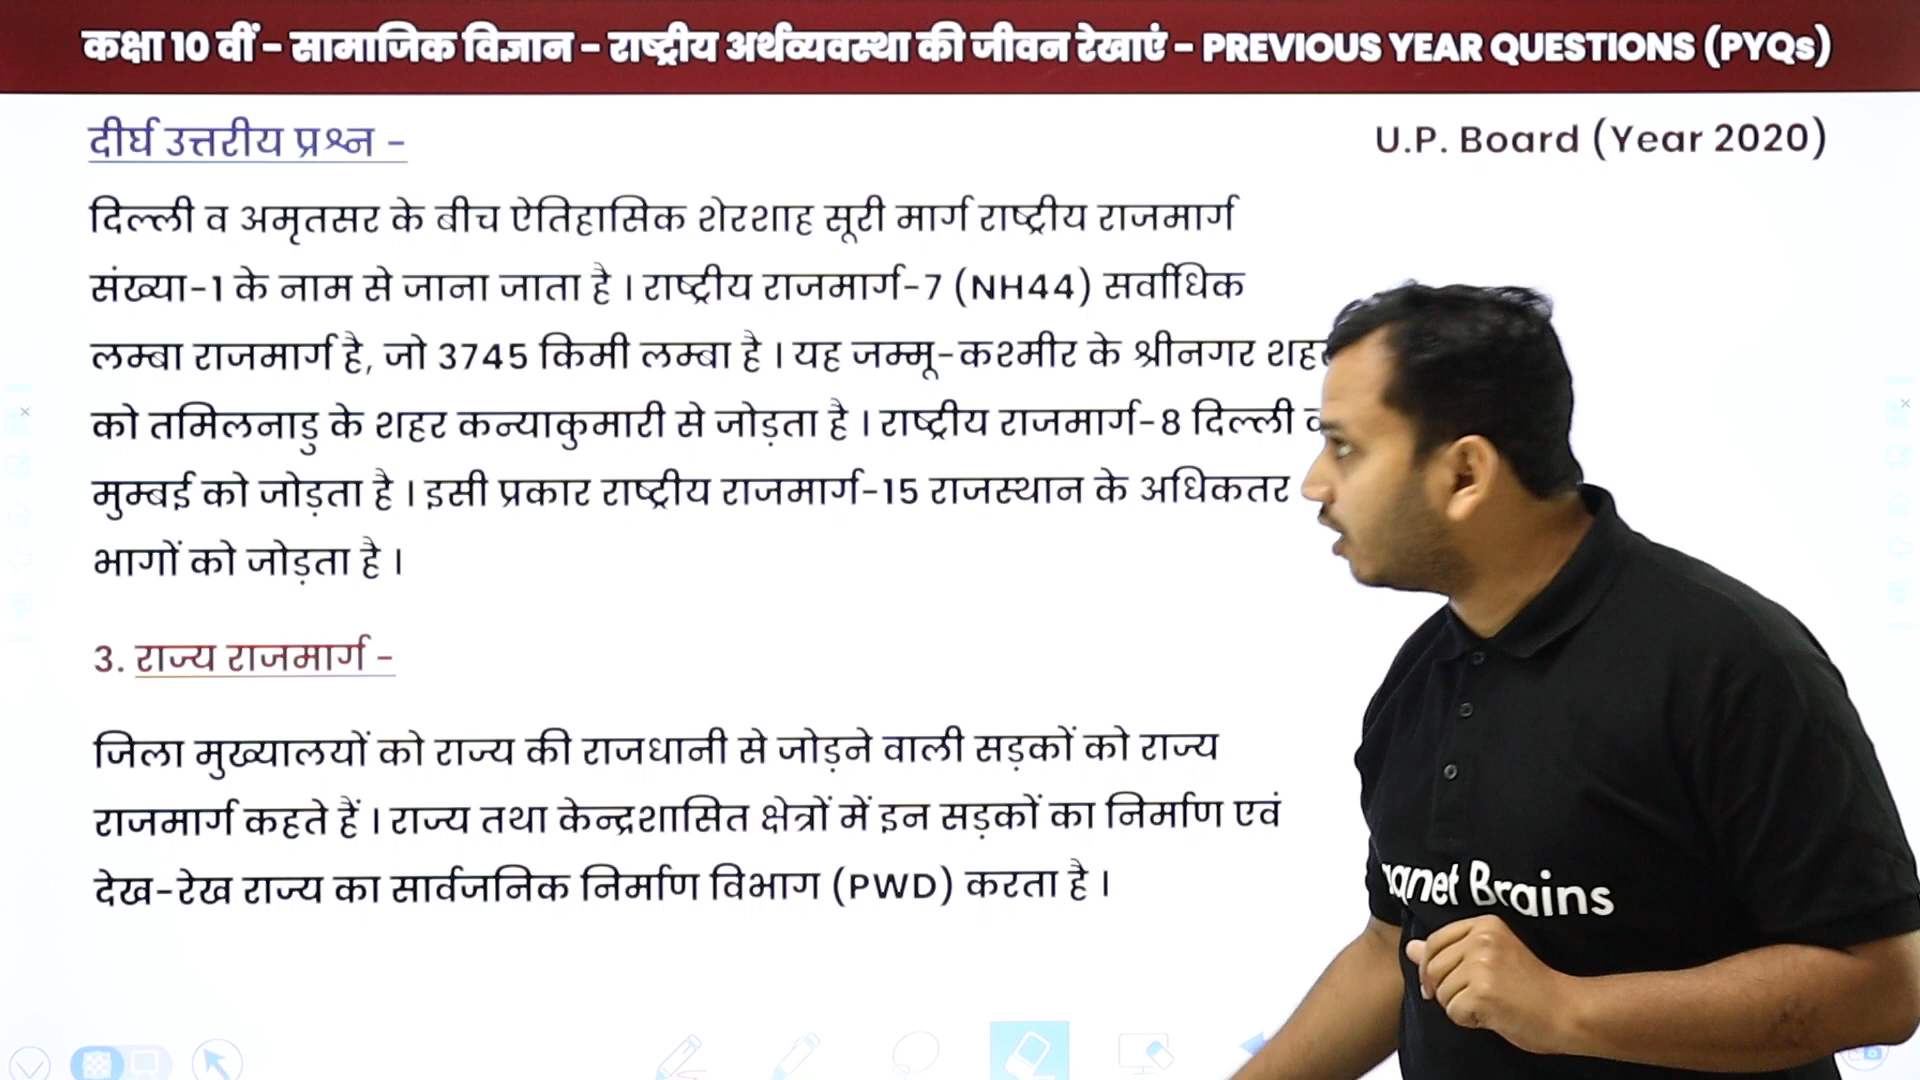 कक्षा 10 वीं - सामाजिक विज्ञान - राष्ट्रीय अर्थव्यवस्था की जीवन रेखाएं - PREVIOUS YEAR QUESTIONS (PYQs)
दीर्घ उत्तरीय प्रश्न -
U.P. Board (Year 2020)
दिल्ली व अमृतसर के बीच ऐतिहासिक शेरशाह सूरी मार्ग राष्ट्रीय राजमार्ग
संख्या-1 के नाम से जाना जाता है । राष्ट्रीय राजमार्ग-7 (NH44) सर्वाधिक
लम्बा राजमार्ग है, जो 3745 किमी लम्बा है । यह जम्मू-कश्मीर के श्रीनगर
को तमिलनाडु के शहर कन्याकुमारी से जोड़ता है । राष्ट्रीय राजमार्ग-8 दिल्ली
मुम्बई को जोड़ता है । इसी प्रकार राष्ट्रीय राजमार्ग-15 राजस्थान के अधिकतर
भागों को जोड़ता है ।
3. राज्य राजमार्ग -
जिला मुख्यालयों को राज्य की राजधानी से जोड़ने वाली सड़कों को राज्य
राजमार्ग कहते हैं । राज्य तथा केन्द्रशासित क्षेत्रों में इन सड़कों का निर्माण एवं
देख-रेख राज्य का सार्वजनिक निर्माण विभाग (PWD) करता है ।
Brains